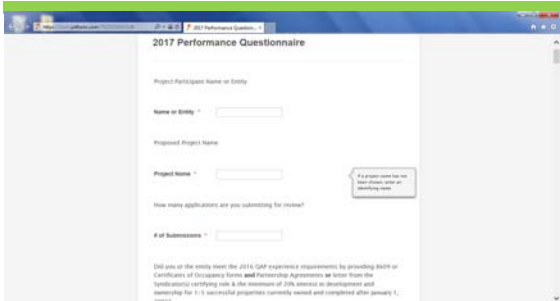 2017 Performance Question...
2017 Performance Questionnaire
Project Participant Name or Entity
Name or Entity *
Proposed Project Name
Project Name *
If a project name has not
been chosen, enter an
identifying name.
How many applications are you submitting for review?
# of Submissions *
Did you or the entity meet the 2016 QAP experience requirements by providing 8609 or
Certificates of Occupancy forms and Partnership Agreements or letter from the
Syndicator(s) certifying role & the minimum of 20% interest in development and
ownership for successful properties currently owned and completed after January 1,